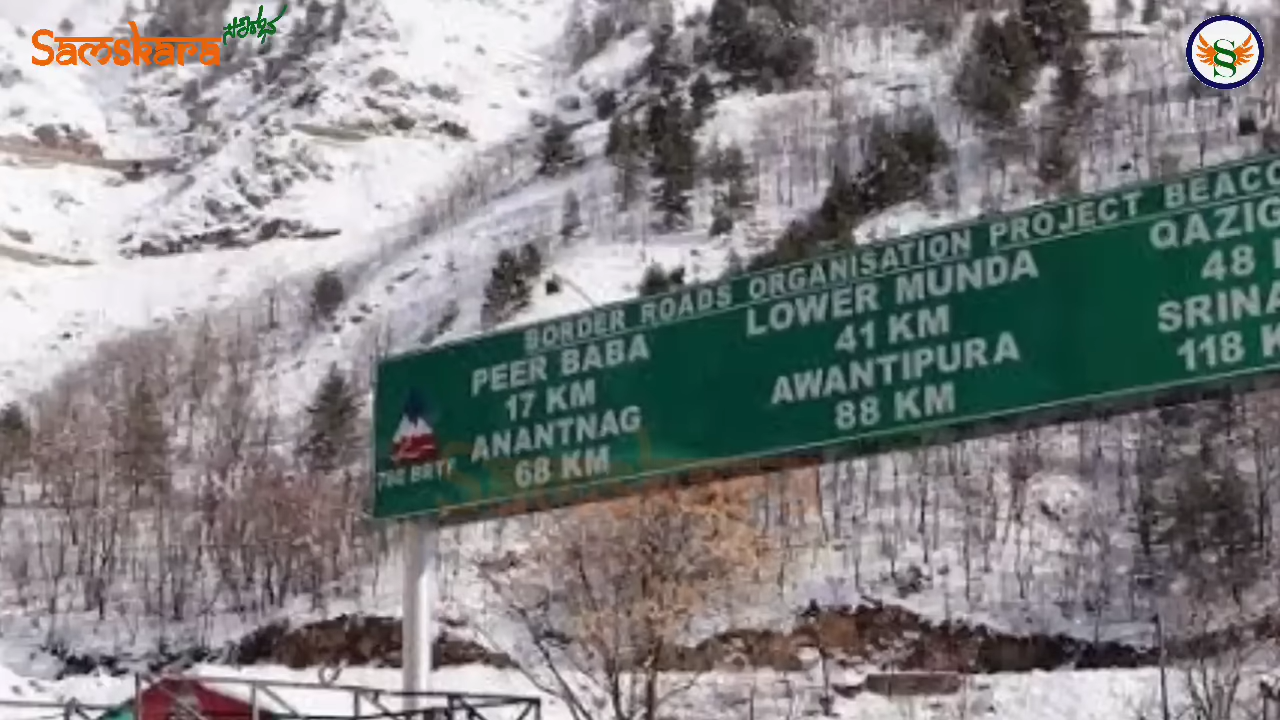 Samskara
BORDER ROADS ORGANISATION PROJECT BEACO
PEER BABA
17 KM
ANANTNAG
68 KM
LOWER MUNDA
41 KM
AWANTIPURA
88 KM
QAZIG
48
SRINA
118 K
BRTF
S